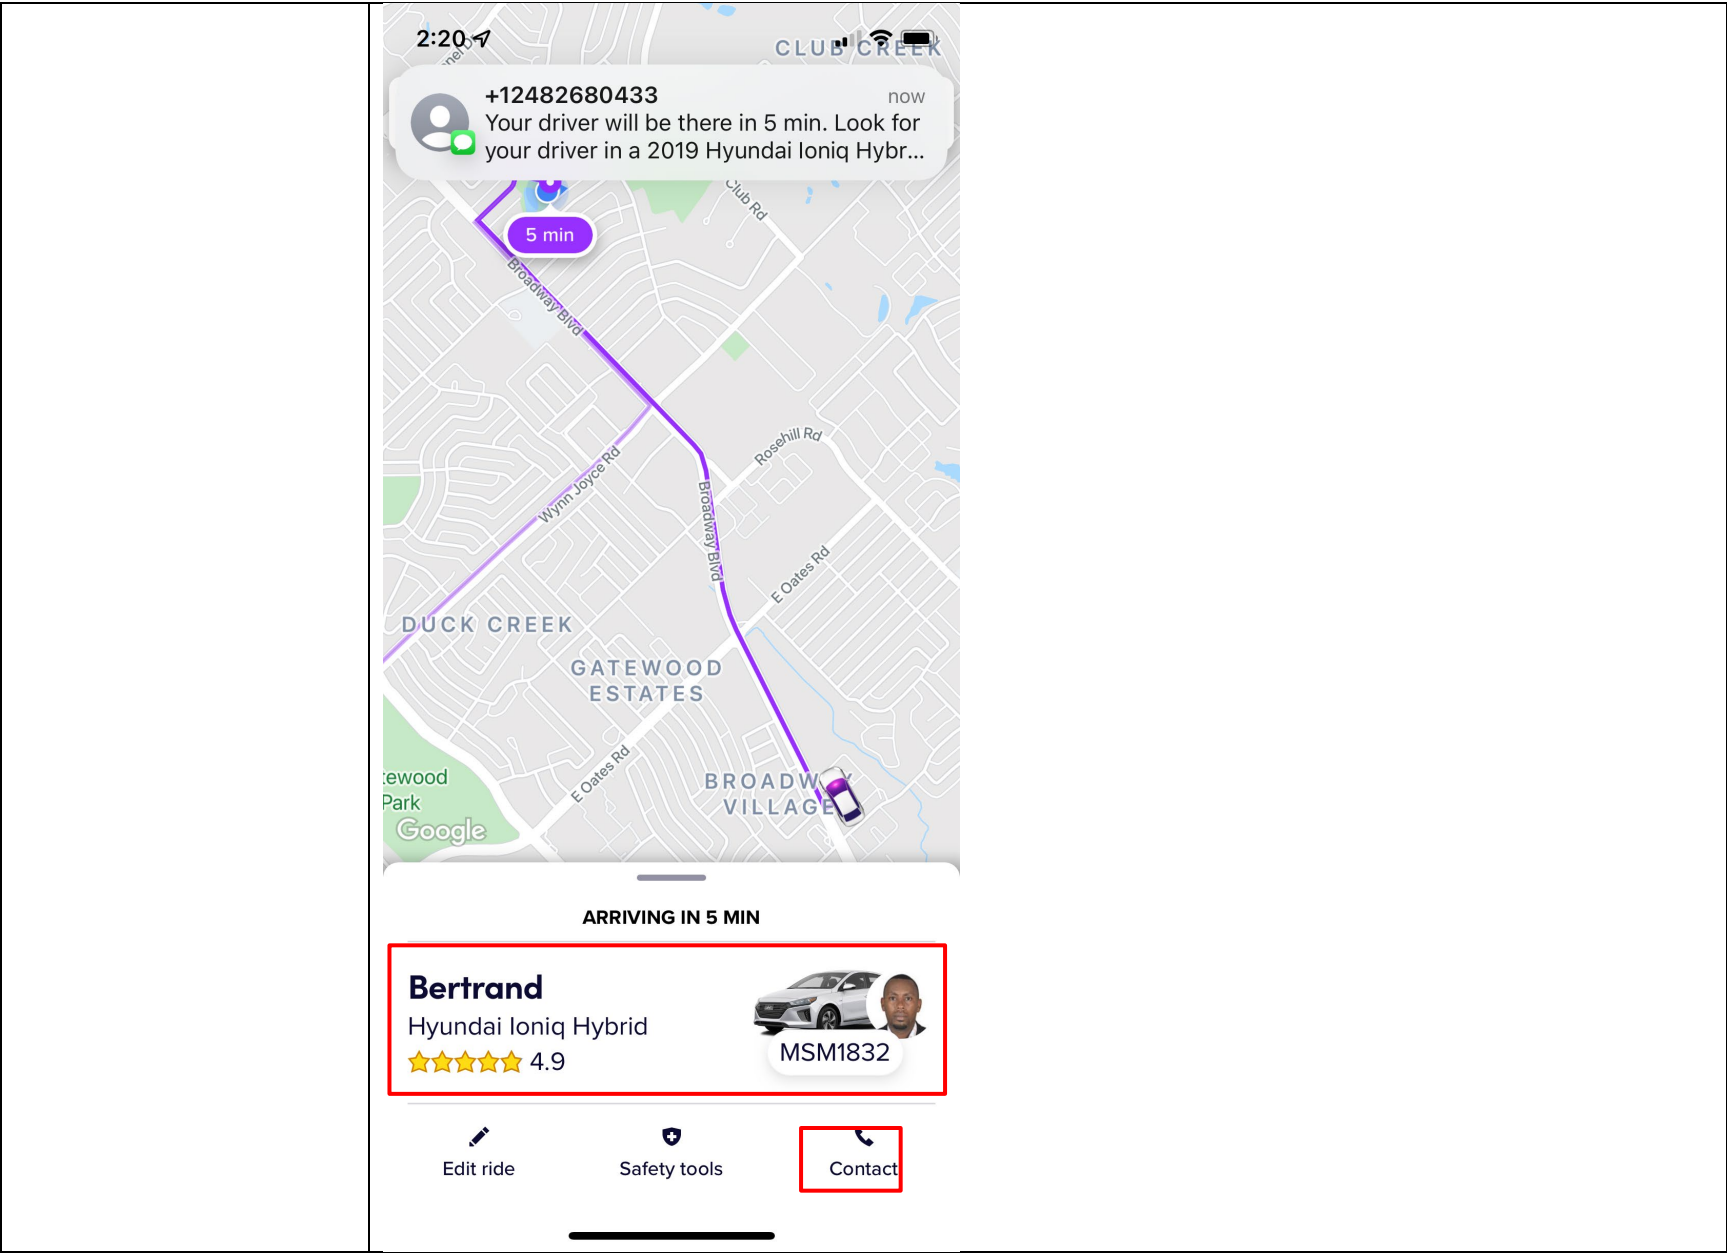 2:20
CLUB CREEK
+12482680433
now
Your driver will be there in 5 min. Look for
your driver in a 2019 Hyundai Ioniq Hybr...
Club Rd
5 min
Broadway Blvd
Rosehill Rd
Wynn Joyce Rd
Broadway Blvd
E Oates Rd
DUCK CREEK
GATEWOOD
ESTATES
E Oates Rd
BROADWAY
VILLAGE
tewood
Park
Google
ARRIVING IN 5 MIN
Bertrand
Hyundai Ioniq Hybrid
4.9
MSM1832
Edit ride
Safety tools
Contact